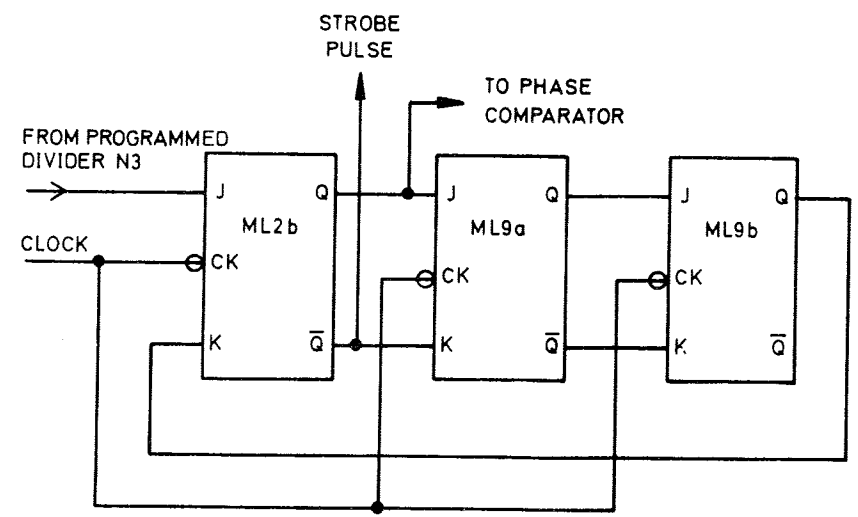 STROBE
PULSE
TO PHASE
COMPARATOR
FROM PROGRAMMED
DIVIDER N3
J Q
ML2b
CK
K Q̅
J Q
ML9a
CK
K Q̅
J Q
ML9b
CK
K Q̅
CLOCK